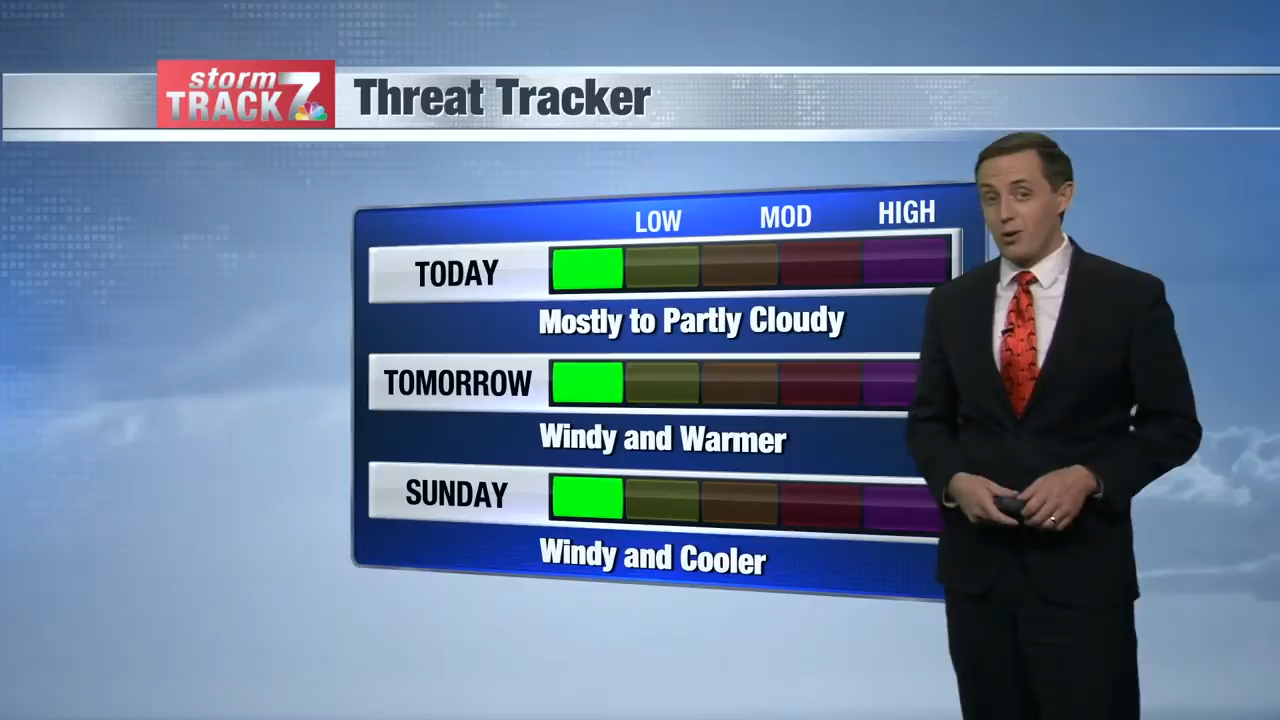 storm
TRACK 7
Threat Tracker
LOW MOD HIGH
TODAY
Mostly to Partly Cloudy
TOMORROW
Windy and Warmer
SUNDAY
Windy and Cooler